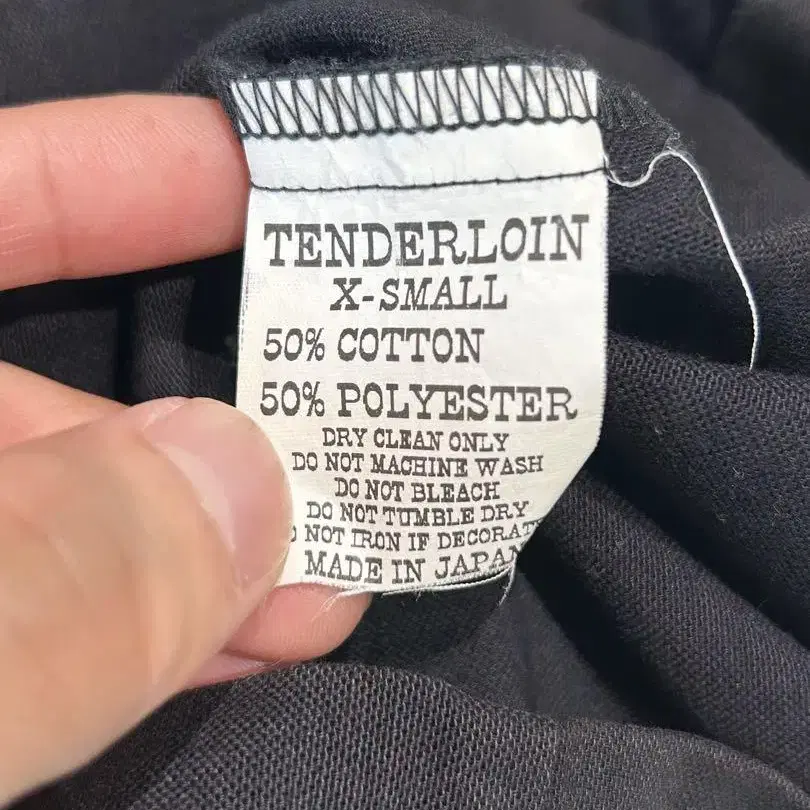 TENDERLOIN
X-SMALL
50% COTTON
50% POLYESTER
DRY CLEAN ONLY
DO NOT MACHINE WASH
DO NOT BLEACH
DO NOT TUMBLE DRY
NOT IRON IF DECORAT
MADE IN JAPAN